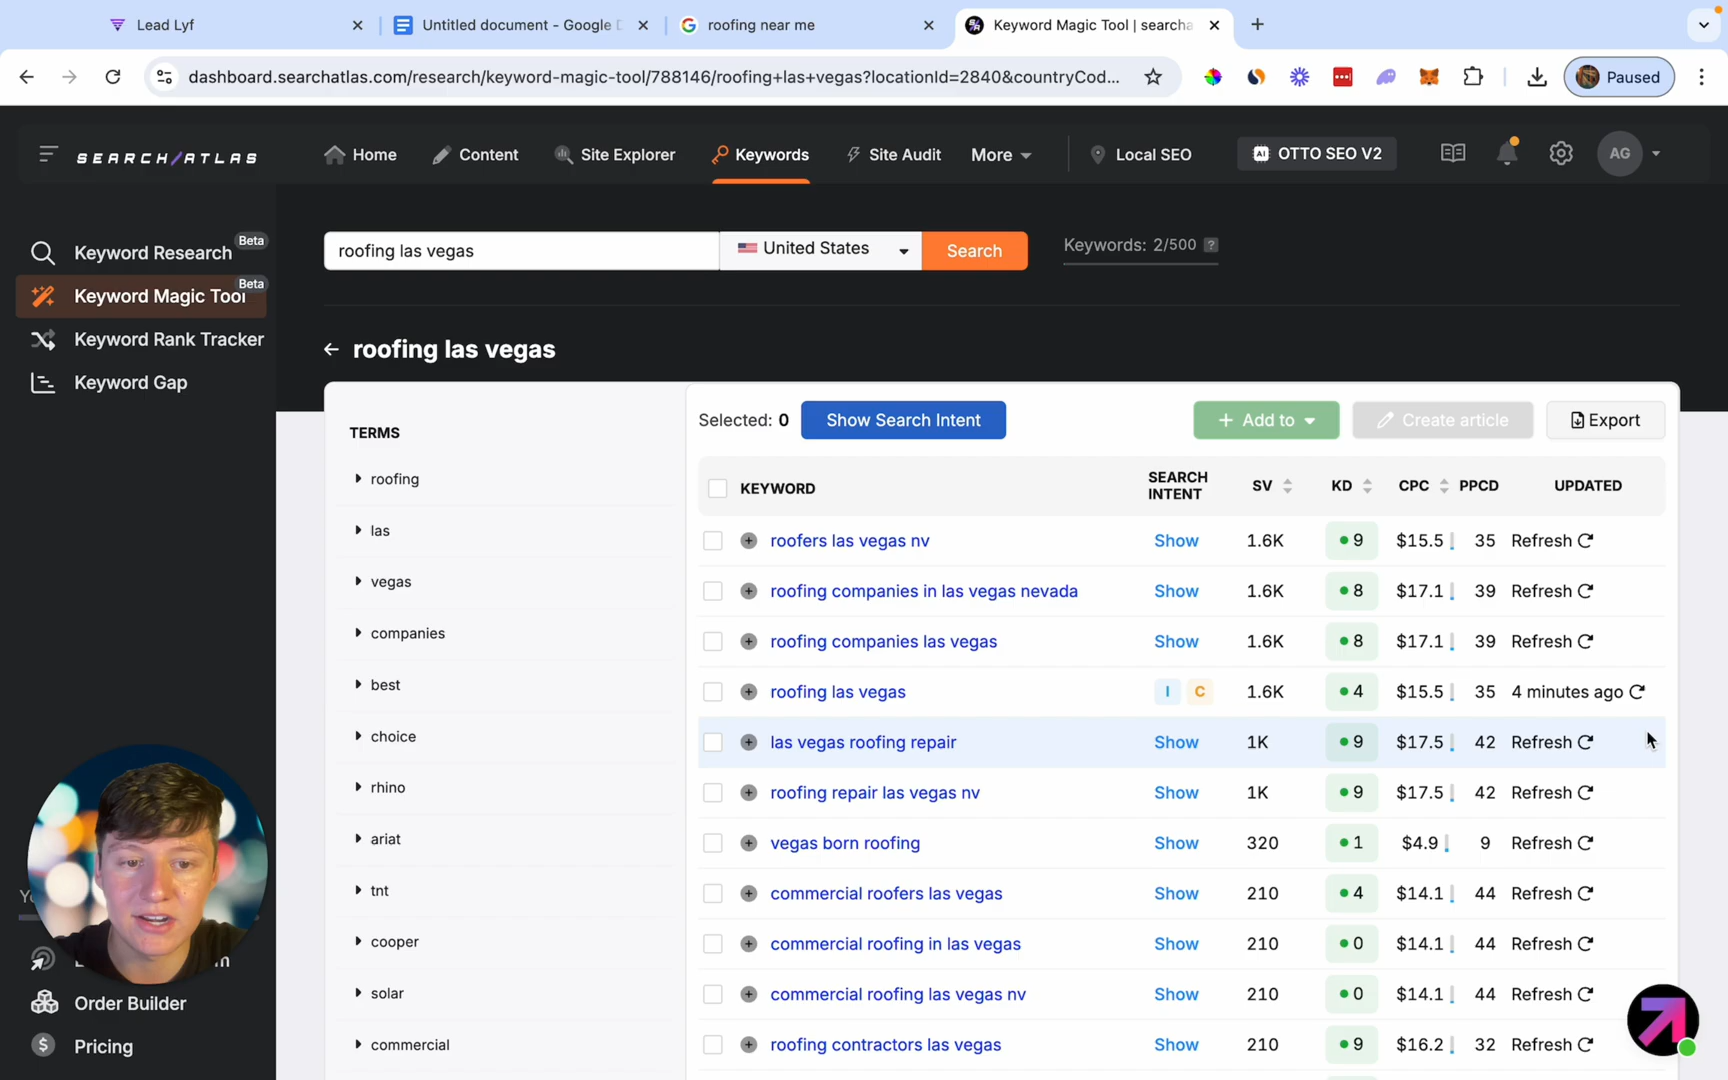 Lead Lyf
Untitled document - Google D
roofing near me
Keyword Magic Tool | searcha
dashboard.searchatlas.com/research/keyword-magic-tool/788146/roofing+las+vegas?locationId=2840&countryCod...
Paused
SEARCH/ATLAS
Home
Content
Site Explorer
Keywords
Site Audit
More
Local SEO
OTTO SEO V2
AG
Keyword Research Beta
Keyword Magic Tool Beta
Keyword Rank Tracker
Keyword Gap
Order Builder
Pricing
roofing las vegas
United States
Search
Keywords: 2/500 ?
roofing las vegas
TERMS
roofing
las
vegas
companies
best
choice
rhino
ariat
tnt
cooper
solar
commercial
Selected: 0
Show Search Intent
+ Add to
Create article
Export
KEYWORD SEARCH INTENT SV KD CPC PPCD UPDATED
roofers las vegas nv Show 1.6K 9 $15.5 35 Refresh
roofing companies in las vegas nevada Show 1.6K 8 $17.1 39 Refresh
roofing companies las vegas Show 1.6K 8 $17.1 39 Refresh
roofing las vegas I C 1.6K 4 $15.5 35 4 minutes ago
las vegas roofing repair Show 1K 9 $17.5 42 Refresh
roofing repair las vegas nv Show 1K 9 $17.5 42 Refresh
vegas born roofing Show 320 1 $4.9 9 Refresh
commercial roofers las vegas Show 210 4 $14.1 44 Refresh
commercial roofing in las vegas Show 210 0 $14.1 44 Refresh
commercial roofing las vegas nv Show 210 0 $14.1 44 Refresh
roofing contractors las vegas Show 210 9 $16.2 32 Refresh